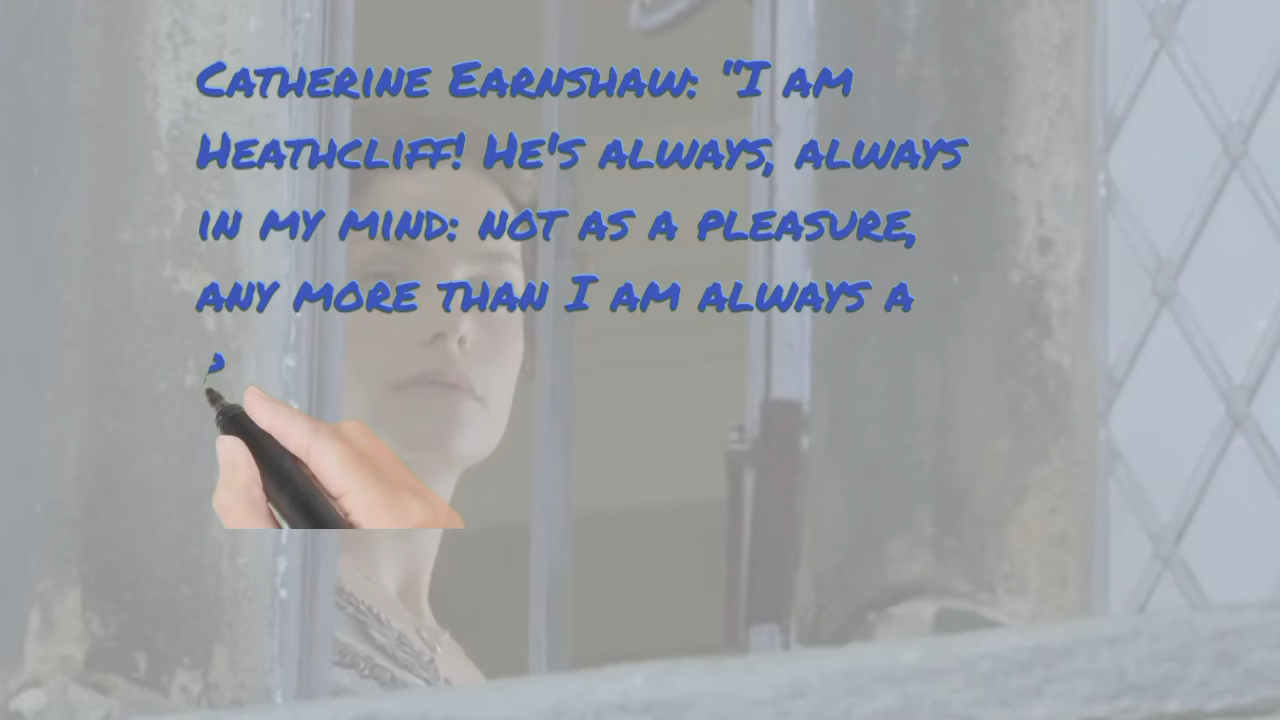 Catherine Earnshaw: "I am
Heathcliff! He's always, always
in my mind: not as a pleasure,
any more than I am always a